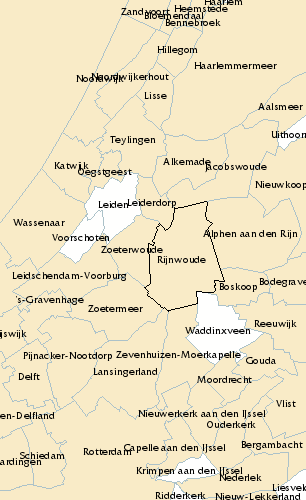 Haarlem
Zandvoort
Heemstede
Bloemendaal
Bennebroek
Hillegom
Haarlemmermeer
Noordwijk
Noordwijkerhout
Lisse
Aalsmeer
Uithoorn
Teylingen
Katwijk
Oegstgeest
Alkemade
Jacobswoude
Nieuwkoop
Leiden
Leiderdorp
Wassenaar
Voorschoten
Zoeterwoude
Alphen aan den Rijn
Rijnwoude
Leidschendam-Voorburg
Boskoop
Bodegrave
's-Gravenhage
Zoetermeer
Waddinxveen
Reeuwijk
ijswijk
Pijnacker-Nootdorp
Zevenhuizen-Moerkapelle
Gouda
Delft
Lansingerland
Moordrecht
Vlist
en-Delfland
Nieuwerkerk aan den IJssel
Ouderkerk
Schiedam
Rotterdam
Capelle aan den IJssel
Bergambacht
ardingen
Krimpen aan den IJssel
Nederlek
Liesvel
Ridderkerk
Nieuw-Lekkerland